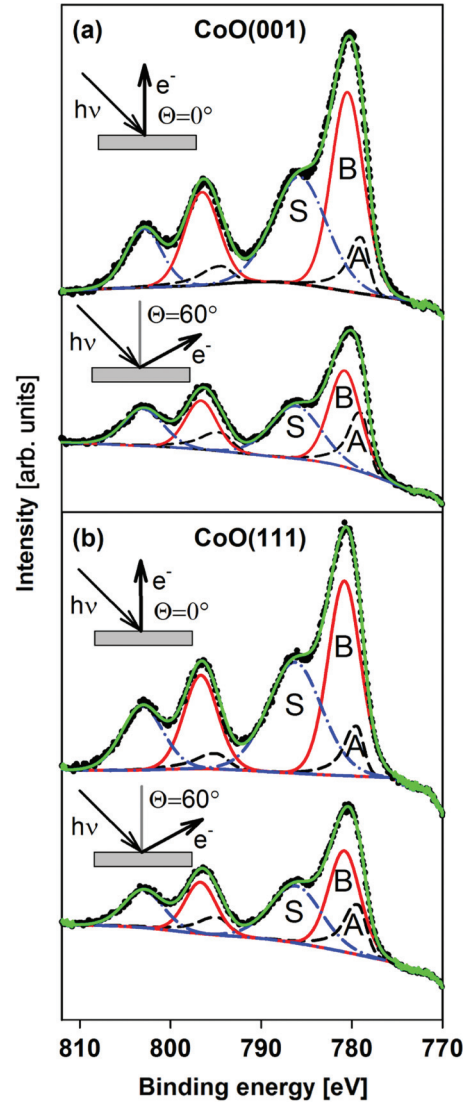 (a) CoO(001)
e-
hν Θ=0°
B
S
A
Θ=60°
hν e-
B
S A
(b) CoO(111)
e-
hν Θ=0°
B
S
A
Θ=60°
hν e-
B
S A
Intensity [arb. units]
810 800 790 780 770
Binding energy [eV]